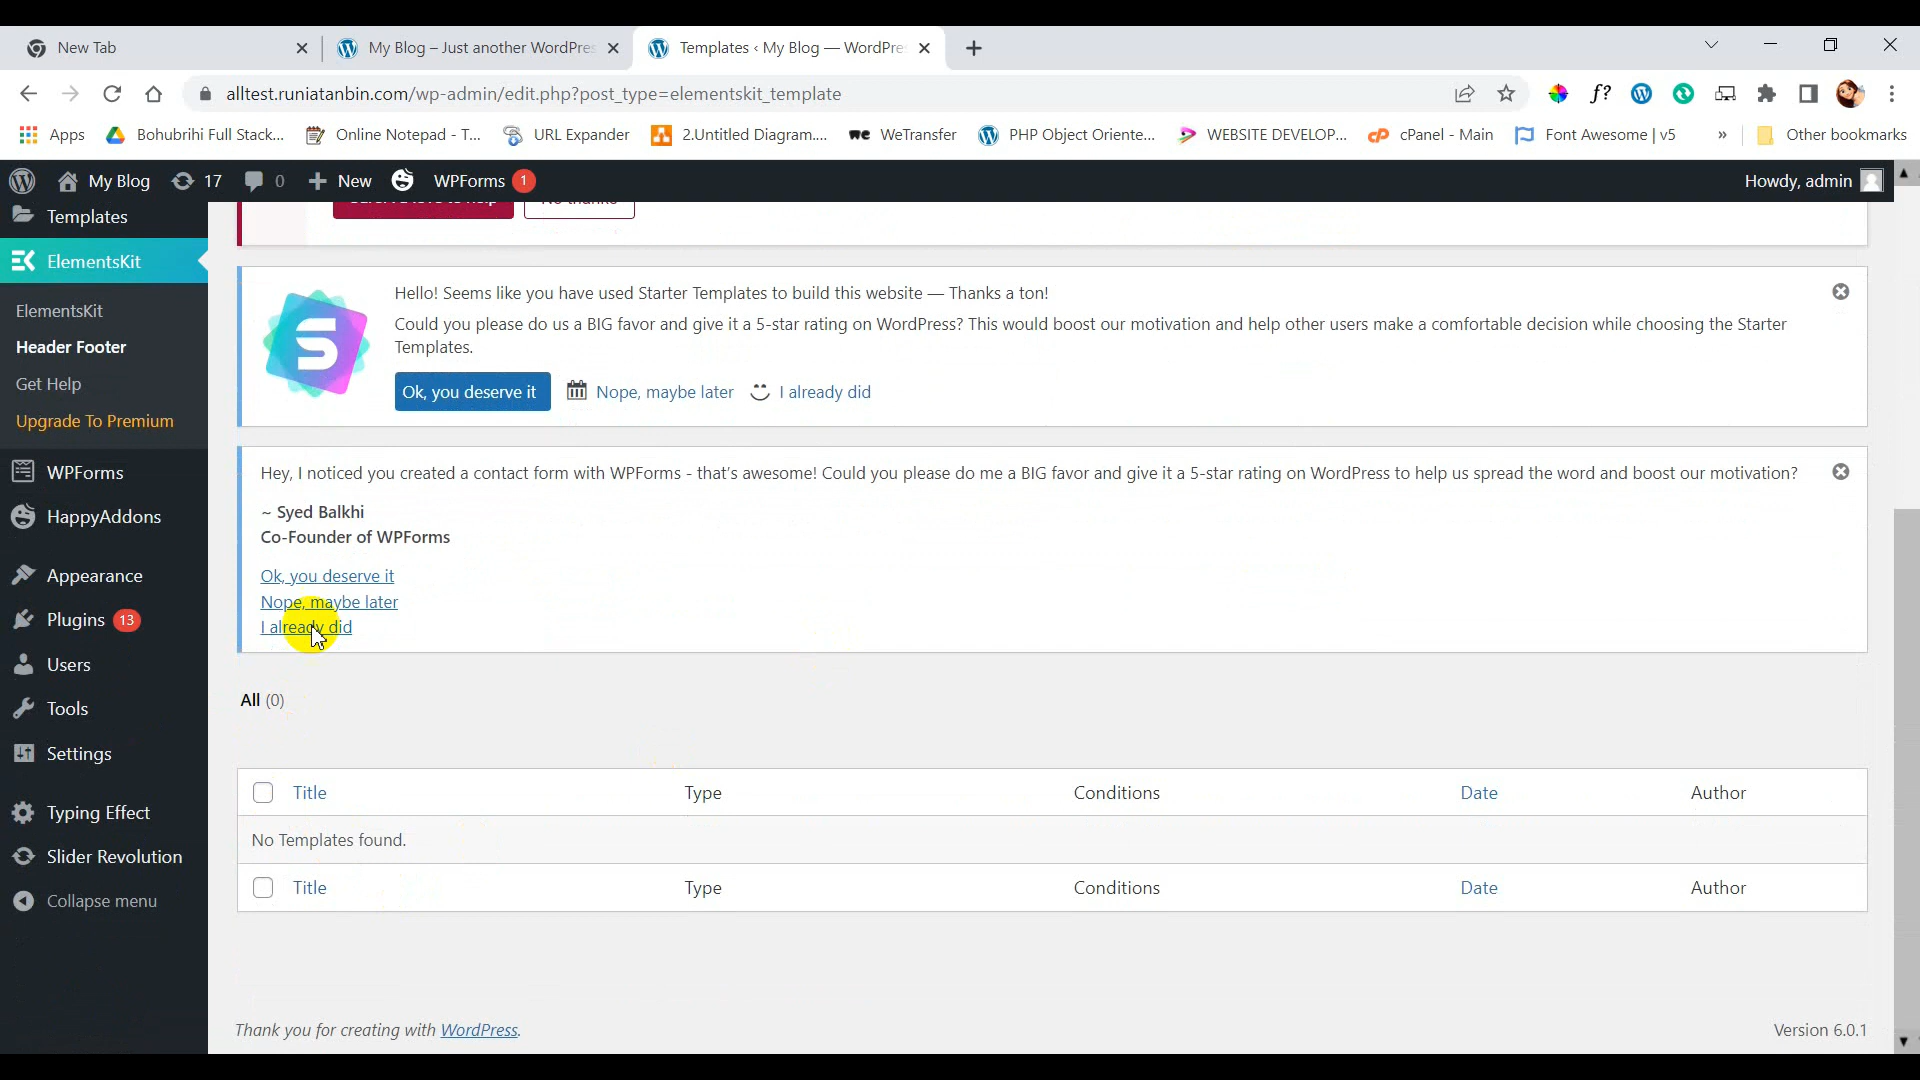 New Tab
My Blog – Just another WordPres
Templates ‹ My Blog — WordPre
alltest.runiatanbin.com/wp-admin/edit.php?post_type=elementskit_template
f?
Apps
Bohubrihi Full Stack...
Online Notepad - T...
URL Expander
2.Untitled Diagram....
WeTransfer
PHP Object Oriente...
WEBSITE DEVELOP...
cPanel - Main
Font Awesome | v5
»
Other bookmarks
My Blog
17
0
New
WPForms 1
Howdy, admin
Templates
ElementsKit
ElementsKit
Header Footer
Get Help
Upgrade To Premium
WPForms
HappyAddons
Appearance
Plugins 13
Users
Tools
Settings
Typing Effect
Slider Revolution
Collapse menu
Hello! Seems like you have used Starter Templates to build this website — Thanks a ton!
Could you please do us a BIG favor and give it a 5-star rating on WordPress? This would boost our motivation and help other users make a comfortable decision while choosing the Starter
Templates.
Ok, you deserve it
Nope, maybe later
I already did
Hey, I noticed you created a contact form with WPForms - that's awesome! Could you please do me a BIG favor and give it a 5-star rating on WordPress to help us spread the word and boost our motivation?
~ Syed Balkhi
Co-Founder of WPForms
Ok, you deserve it
Nope, maybe later
I already did
All (0)
Title Type Conditions Date Author
No Templates found.
Title Type Conditions Date Author
Thank you for creating with WordPress.
Version 6.0.1